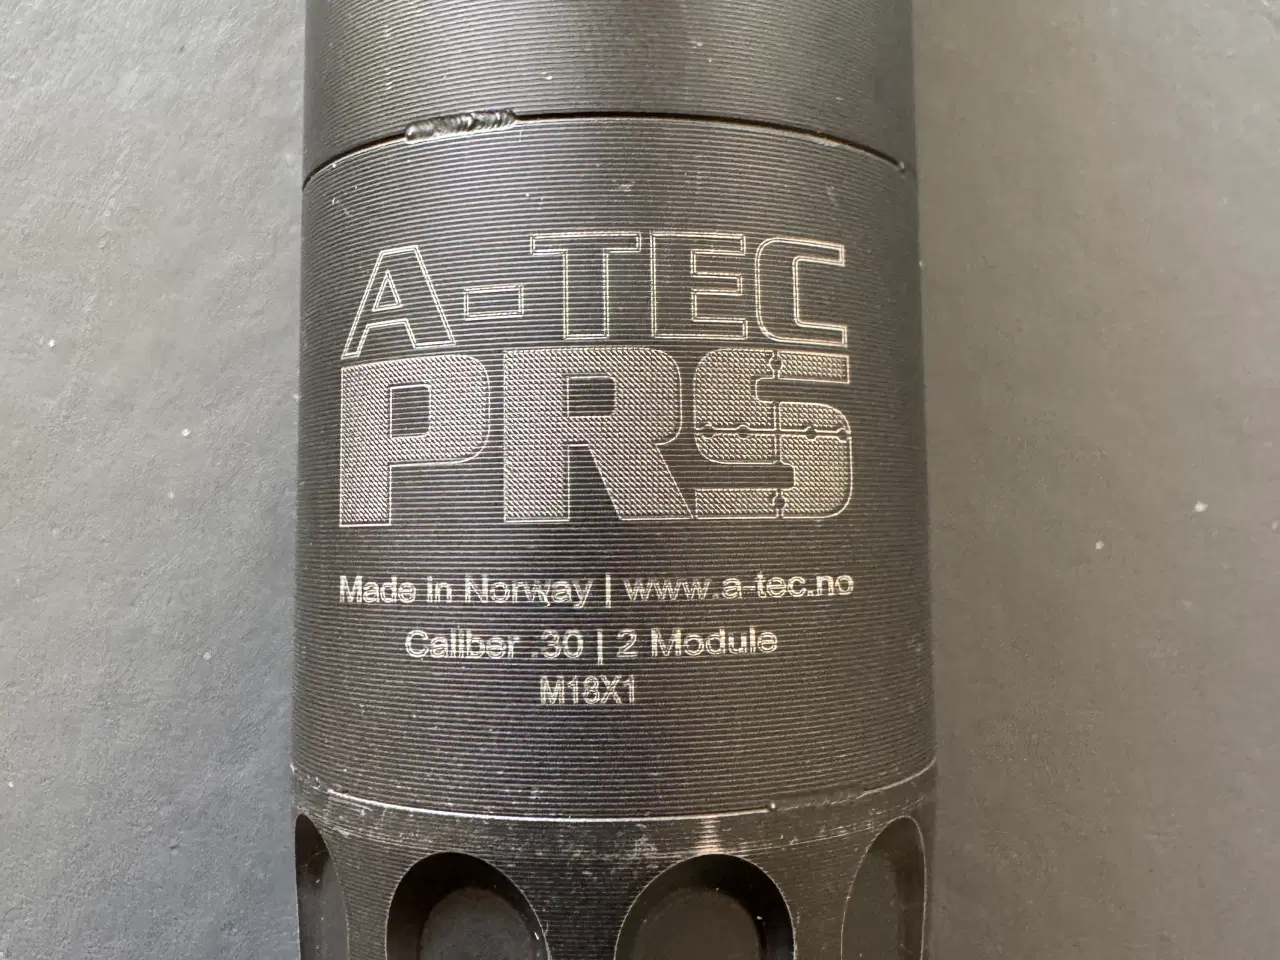 A-TEC
PRS
Made in Norway | www.a-tec.no
Caliber .30 | 2 Module
M18X1